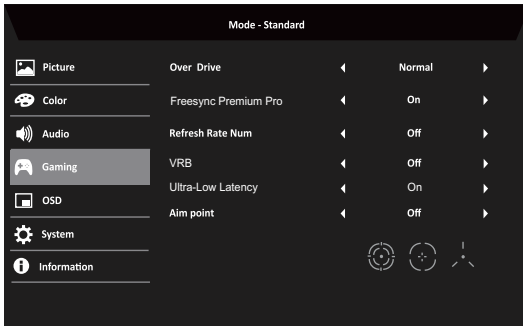 Mode - Standard
Picture
Over Drive Normal
Color
Freesync Premium Pro On
Audio
Refresh Rate Num Off
Gaming
VRB Off
Ultra-Low Latency On
OSD
Aim point Off
System
Information